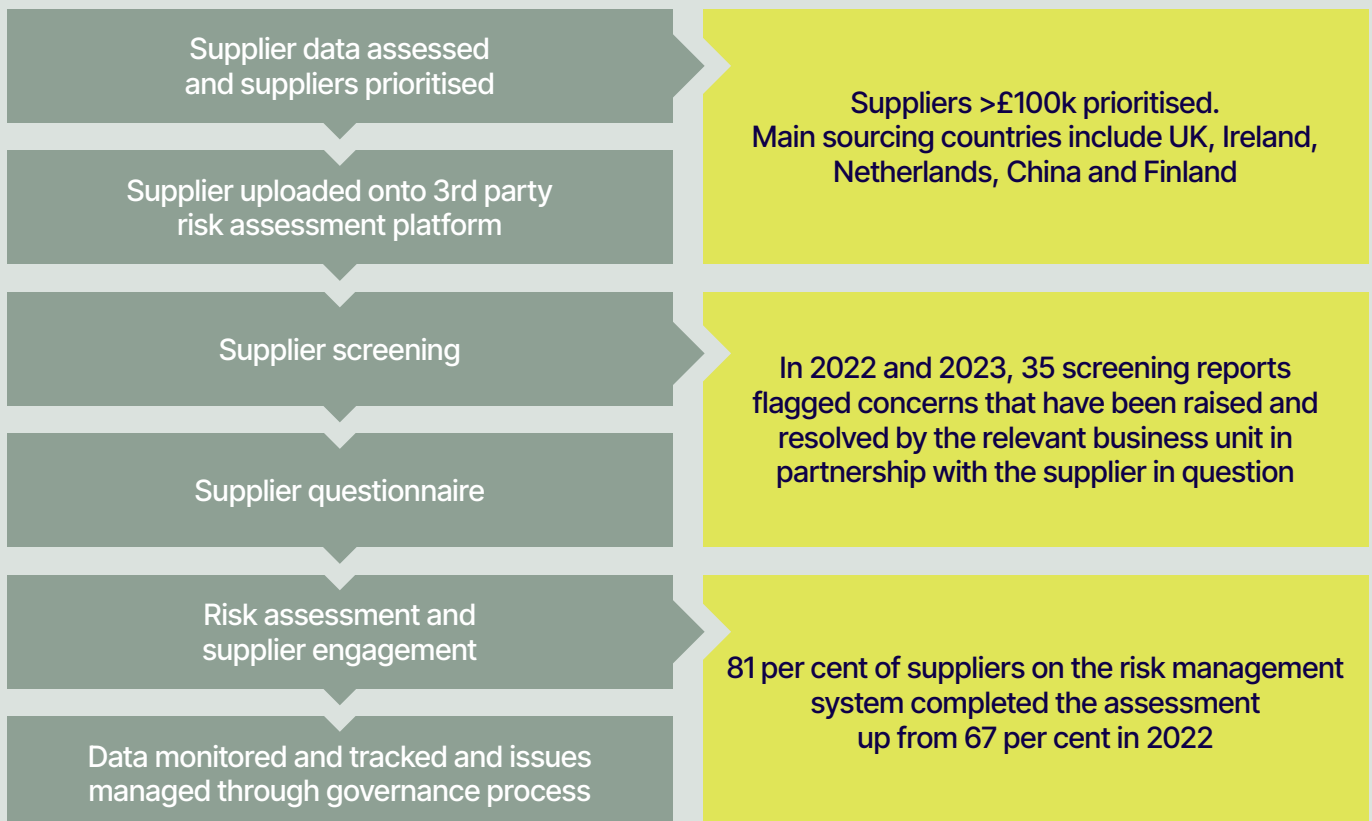 Supplier data assessed
and suppliers prioritised
Suppliers >£100k prioritised.
Main sourcing countries include UK, Ireland,
Netherlands, China and Finland
Supplier uploaded onto 3rd party
risk assessment platform
Supplier screening
In 2022 and 2023, 35 screening reports
flagged concerns that have been raised and
resolved by the relevant business unit in
partnership with the supplier in question
Supplier questionnaire
Risk assessment and
supplier engagement
81 per cent of suppliers on the risk management
system completed the assessment
up from 67 per cent in 2022
Data monitored and tracked and issues
managed through governance process